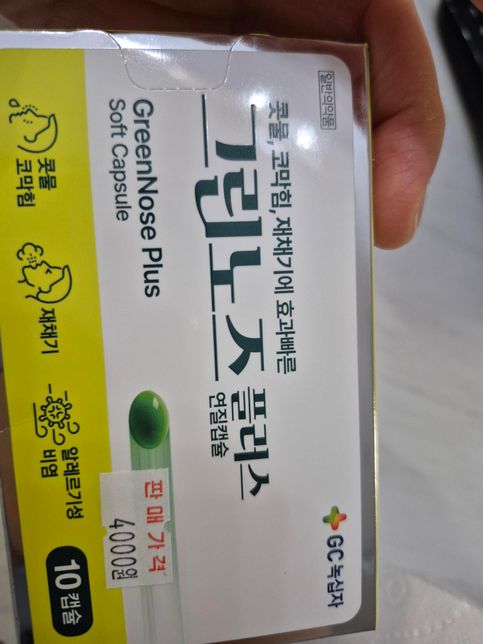 일반의약품
콧물, 코막힘, 재채기에 효과빠른
그린노즈 플러스
연질캡슐
GreenNose Plus
Soft Capsule
GC녹십자
콧물
코막힘
재채기
알레르기성
비염
10캡슐
판매가격
4000원